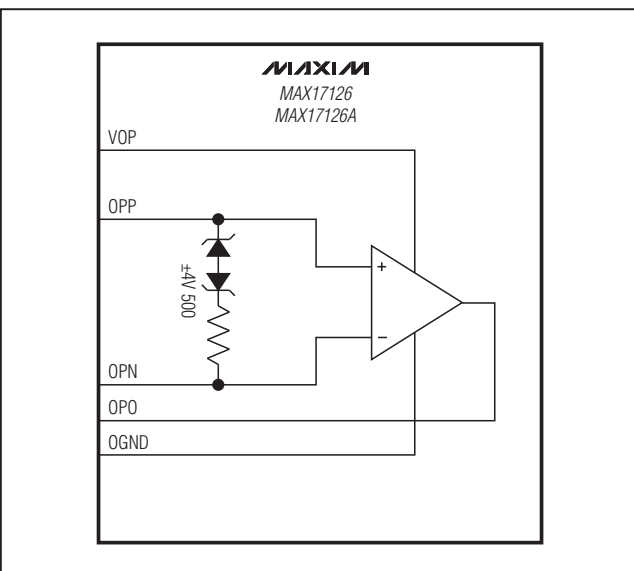 MAXIM
MAX17126
MAX17126A
VOP
OPP
±4V 500
+
−
OPN
OPO
OGND